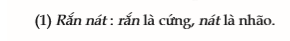 (1) Rắn nát : rắn là cứng, nát là nhão.